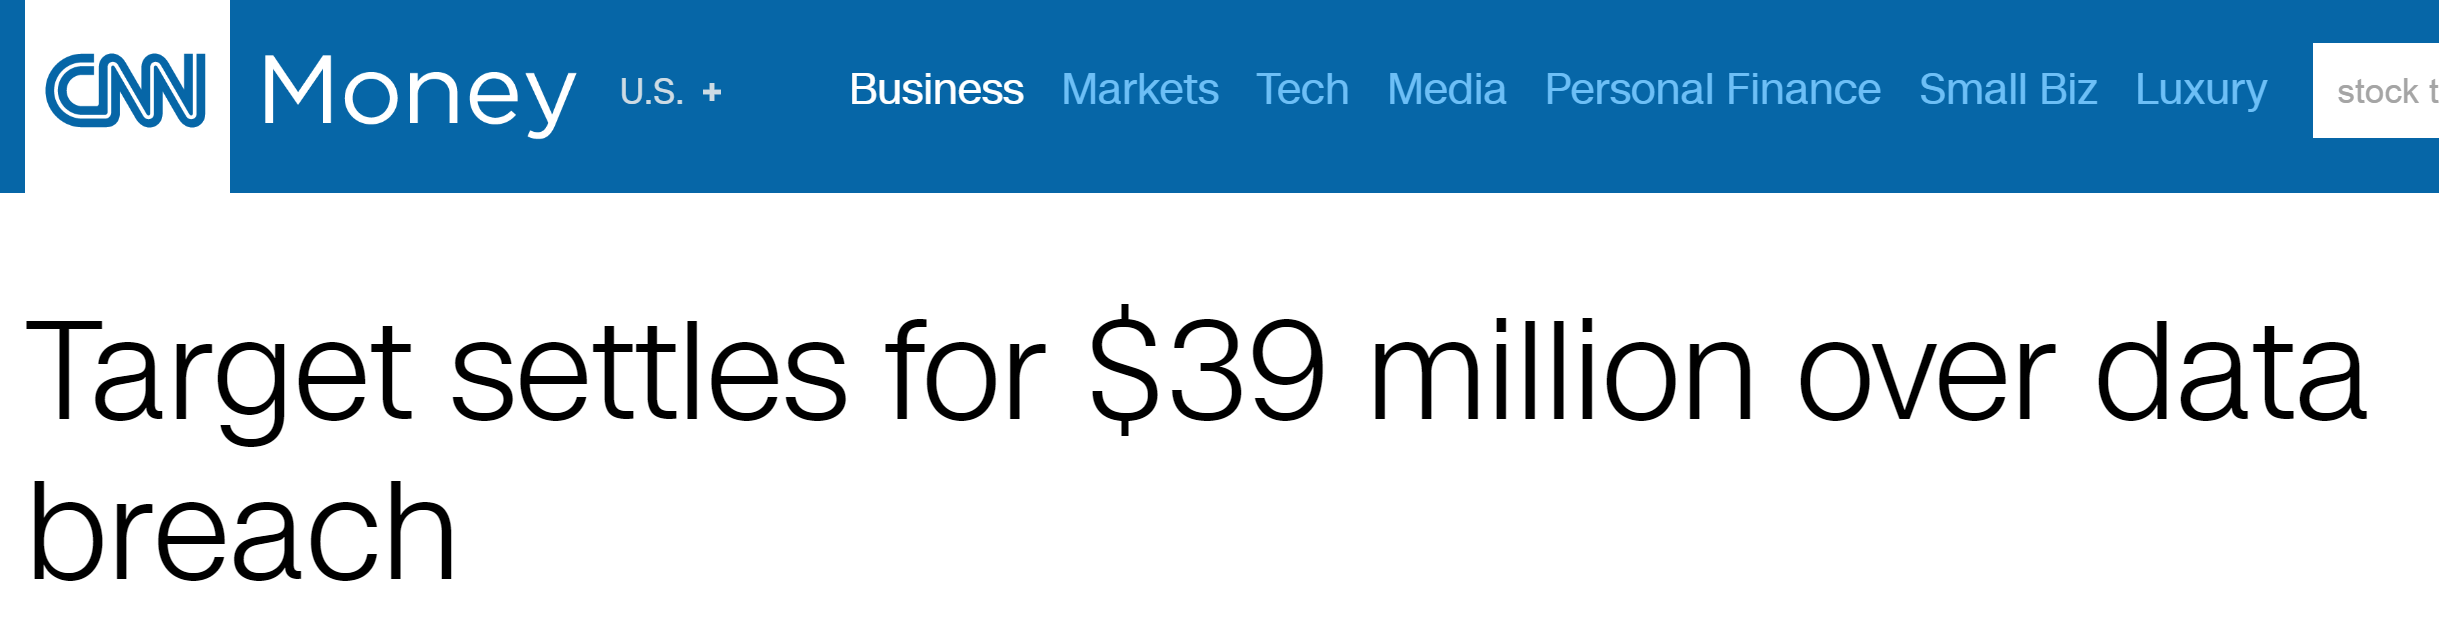 CNN Money U.S. + Business Markets Tech Media Personal Finance Small Biz Luxury stock t
Target settles for $39 million over data
breach